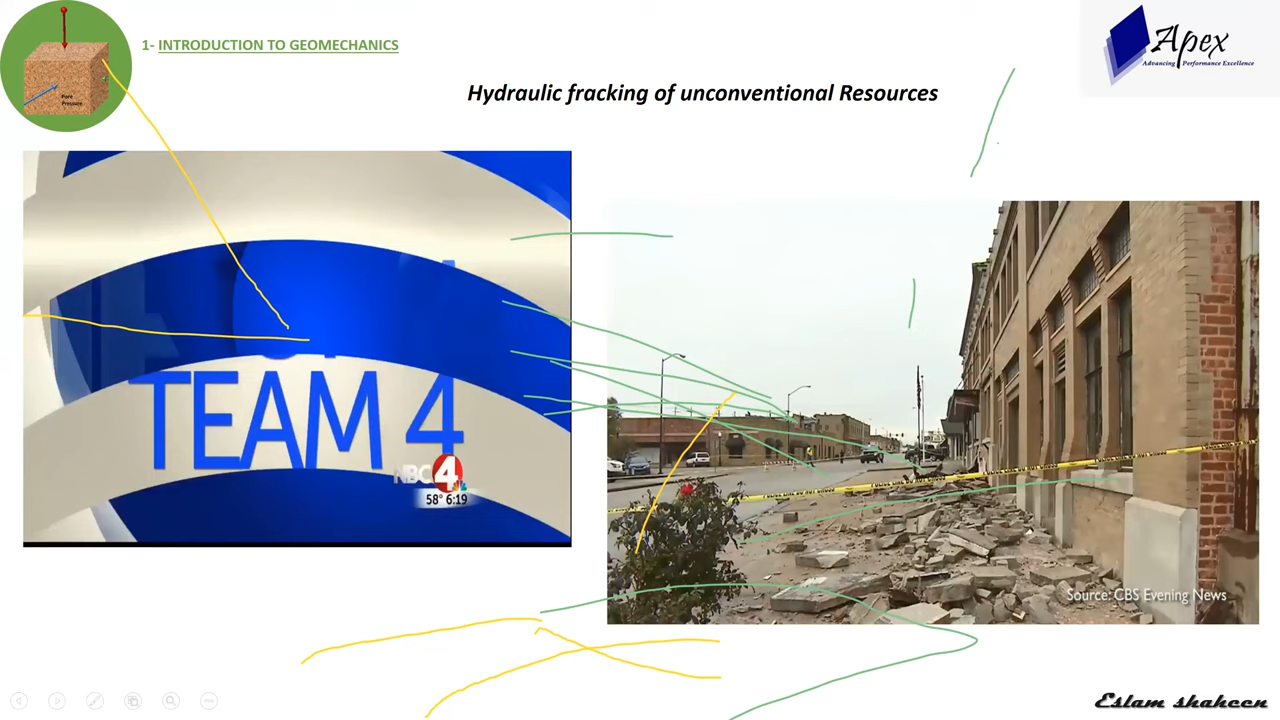 1- INTRODUCTION TO GEOMECHANICS
Pore
Pressure
Apex
Advancing Performance Excellence
Hydraulic fracking of unconventional Resources
TEAM 4
NBC 4
58° 6:19
Source: CBS Evening News
Eslam shaheen